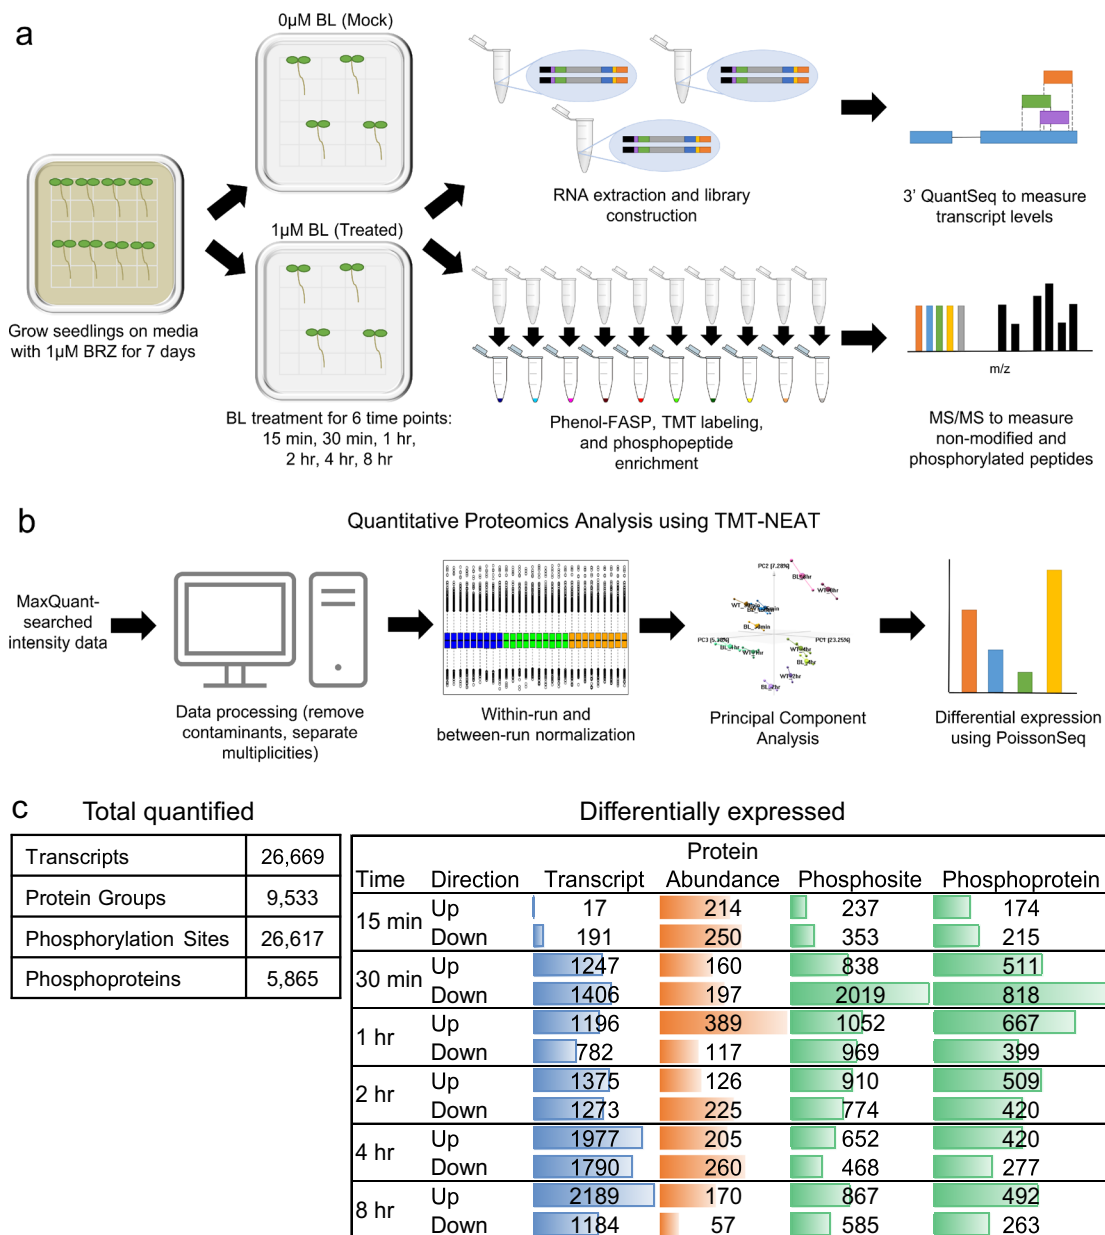 a
0µM BL (Mock)
1µM BL (Treated)
Grow seedlings on media
with 1µM BRZ for 7 days
BL treatment for 6 time points:
15 min, 30 min, 1 hr,
2 hr, 4 hr, 8 hr
RNA extraction and library
construction
3' QuantSeq to measure
transcript levels
Phenol-FASP, TMT labeling,
and phosphopeptide
enrichment
m/z
MS/MS to measure
non-modified and
phosphorylated peptides
b
Quantitative Proteomics Analysis using TMT-NEAT
MaxQuant-
searched
intensity data
Data processing (remove
contaminants, separate
multiplicities)
Within-run and
between-run normalization
PC2 (7.28%)
PC1 (23.25%)
Principal Component
Analysis
Differential expression
using PoissonSeq
c
Total quantified
Transcripts 26,669
Protein Groups 9,533
Phosphorylation Sites 26,617
Phosphoproteins 5,865
Differentially expressed
Protein
Time Direction Transcript Abundance Phosphosite Phosphoprotein
15 min Up 17 214 237 174
Down 191 250 353 215
30 min Up 1247 160 838 511
Down 1406 197 2019 818
1 hr Up 1196 389 1052 667
Down 782 117 969 399
2 hr Up 1375 126 910 509
Down 1273 225 774 420
4 hr Up 1977 205 652 420
Down 1790 260 468 277
8 hr Up 2189 170 867 492
Down 1184 57 585 263